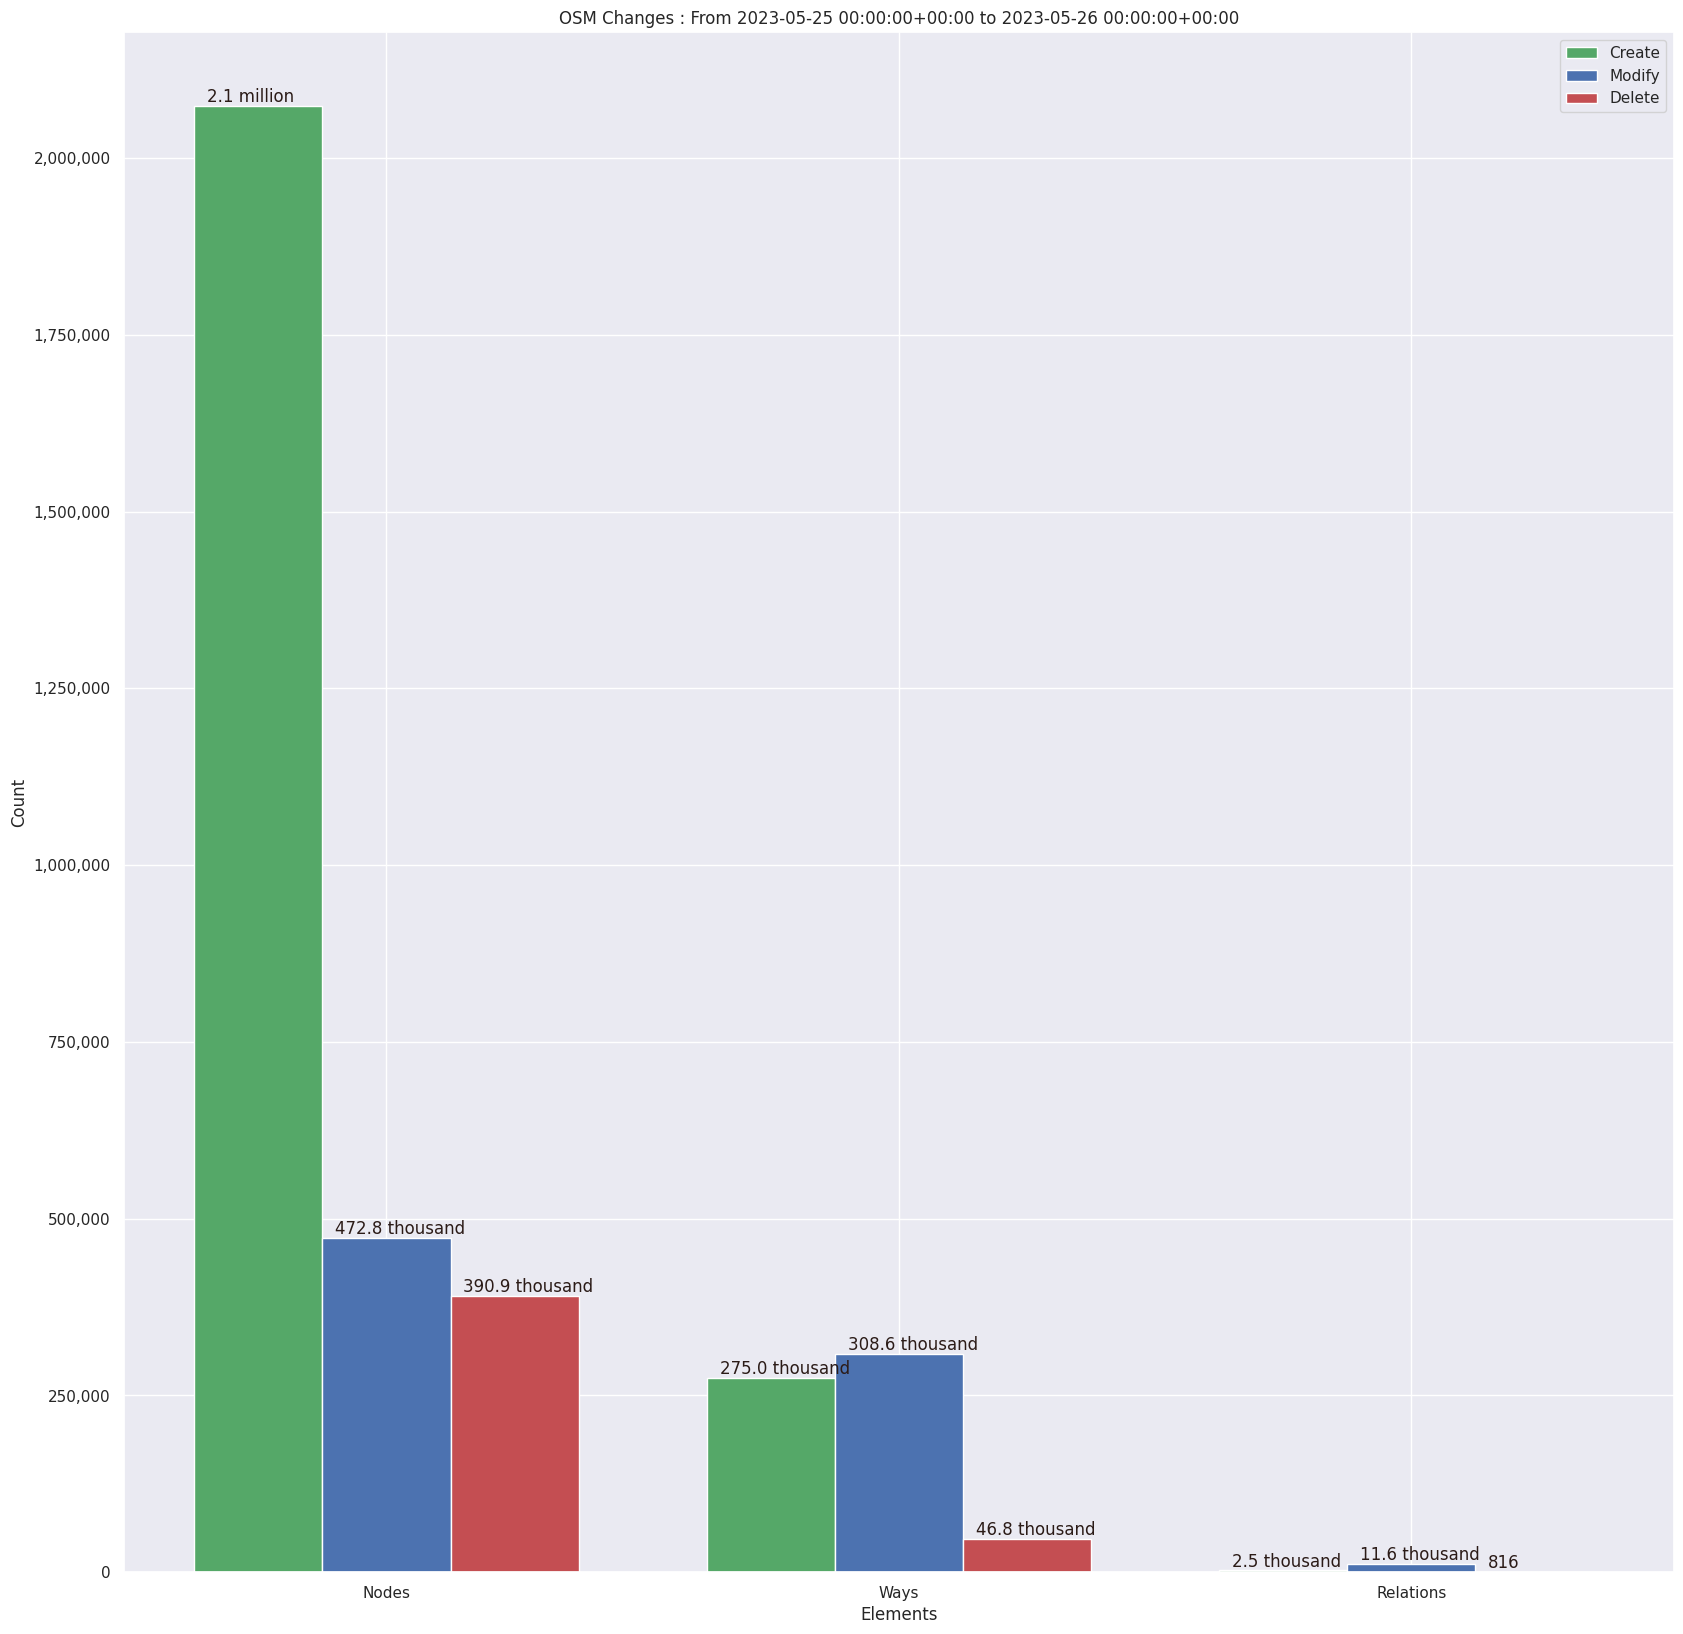 OSM Changes : From 2023-05-25 00:00:00+00:00 to 2023-05-26 00:00:00+00:00
Create
Modify
Delete
2.1 million
2,000,000
1,750,000
1,500,000
1,250,000
1,000,000
750,000
500,000
250,000
0
Count
472.8 thousand
390.9 thousand
275.0 thousand
308.6 thousand
46.8 thousand
2.5 thousand
11.6 thousand
816
Nodes
Ways
Relations
Elements